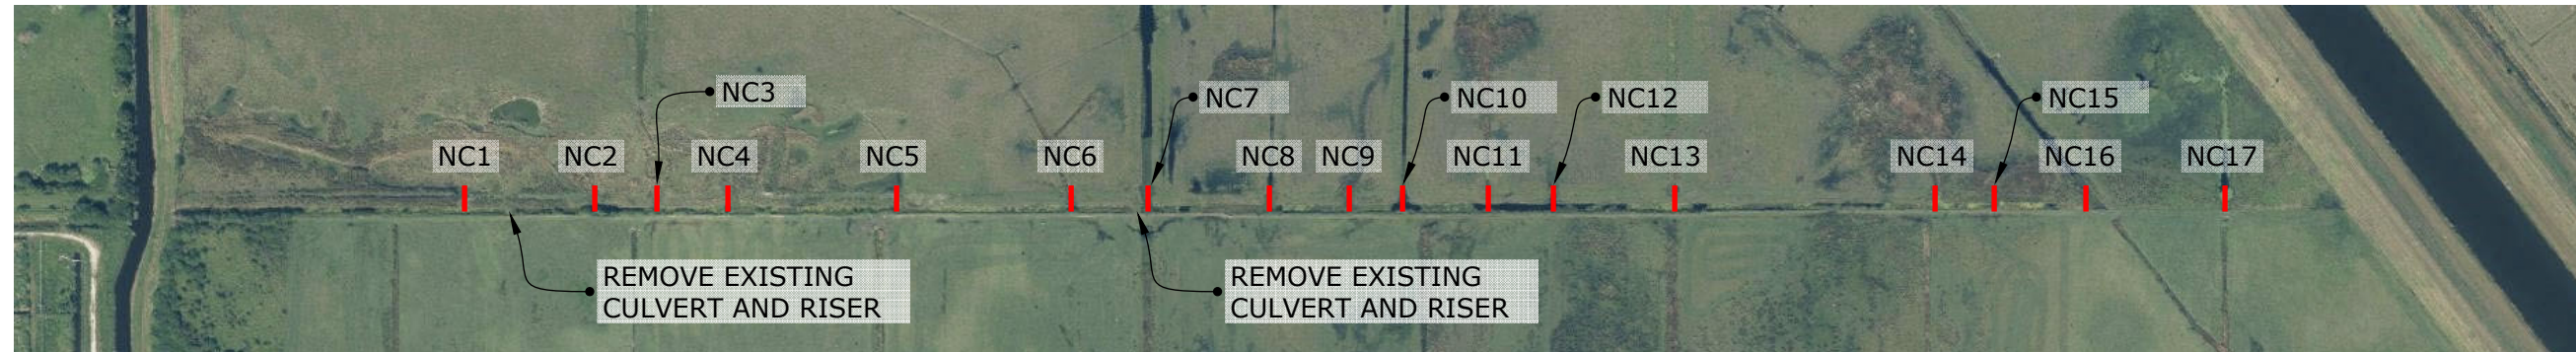 NC3
NC7
NC10
NC12
NC15
NC1
NC2
NC4
NC5
NC6
NC8
NC9
NC11
NC13
NC14
NC16
NC17
REMOVE EXISTING
CULVERT AND RISER
REMOVE EXISTING
CULVERT AND RISER